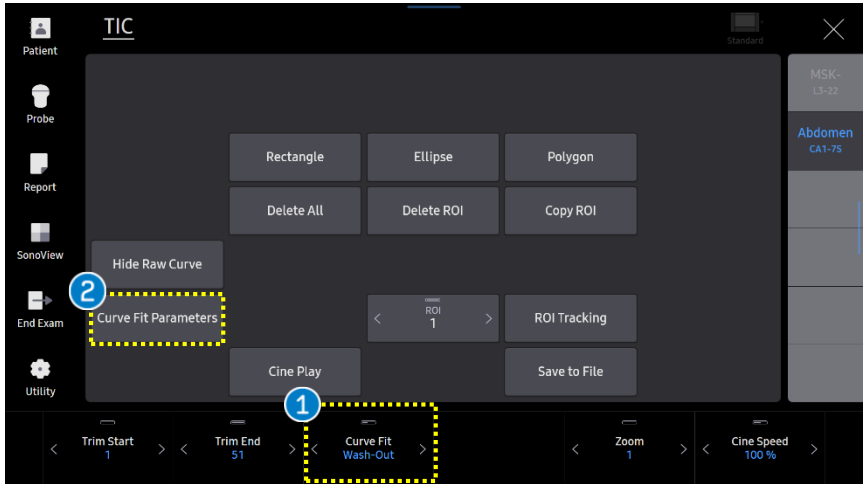 TIC
Standard
Patient
Probe
Report
SonoView
End Exam
Utility
MSK-
L3-22
Abdomen
CA1-7S
Rectangle
Ellipse
Polygon
Delete All
Delete ROI
Copy ROI
Hide Raw Curve
2
Curve Fit Parameters
< ROI >
1
ROI Tracking
Cine Play
Save to File
1
< Trim Start >
1
< Trim End >
51
< Curve Fit >
Wash-Out
< Zoom >
1
< Cine Speed >
100 %